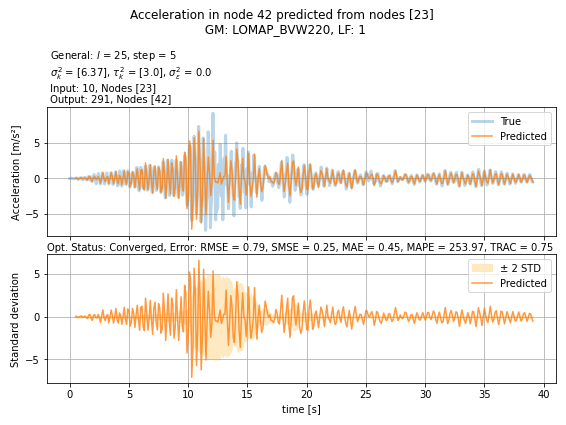 Acceleration in node 42 predicted from nodes [23]
GM: LOMAP_BVW220, LF: 1
General: l = 25, step = 5
σ²ₖ = [6.37], τ²ₖ = [3.0], σ²ε = 0.0
Input: 10, Nodes [23]
Output: 291, Nodes [42]
Acceleration [m/s²]
5
0
−5
True
Predicted
Opt. Status: Converged, Error: RMSE = 0.79, SMSE = 0.25, MAE = 0.45, MAPE = 253.97, TRAC = 0.75
Standard deviation
5
0
−5
± 2 STD
Predicted
0 5 10 15 20 25 30 35 40
time [s]